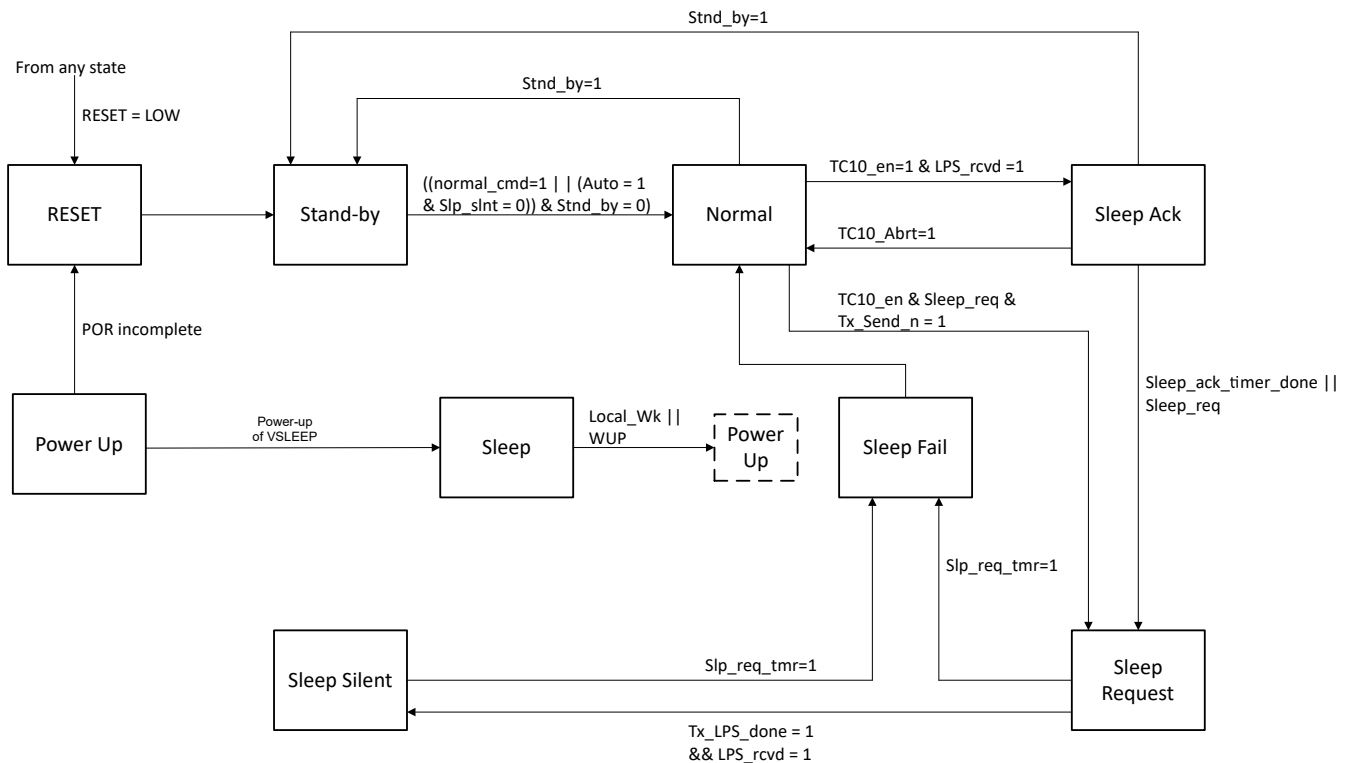 Stnd_by=1
From any state
Stnd_by=1
RESET = LOW
RESET
Stand-by
((normal_cmd=1 | | (Auto = 1
& Slp_slnt = 0)) & Stnd_by = 0)
Normal
TC10_en=1 & LPS_rcvd =1
Sleep Ack
TC10_Abrt=1
TC10_en & Sleep_req &
Tx_Send_n = 1
POR incomplete
Sleep_ack_timer_done ||
Sleep_req
Power Up
Power-up
of VSLEEP
Sleep
Local_Wk ||
WUP
Power
Up
Sleep Fail
Slp_req_tmr=1
Sleep Silent
Slp_req_tmr=1
Sleep
Request
Tx_LPS_done = 1
&& LPS_rcvd = 1